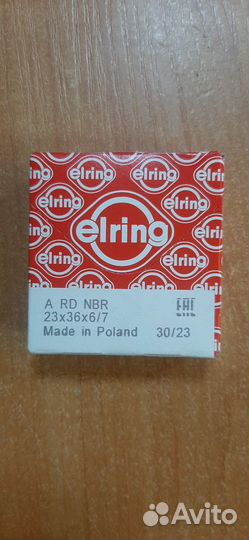 elring
A RD NBR
23x36x6/7
Made in Poland 30/23
EAC
Avito